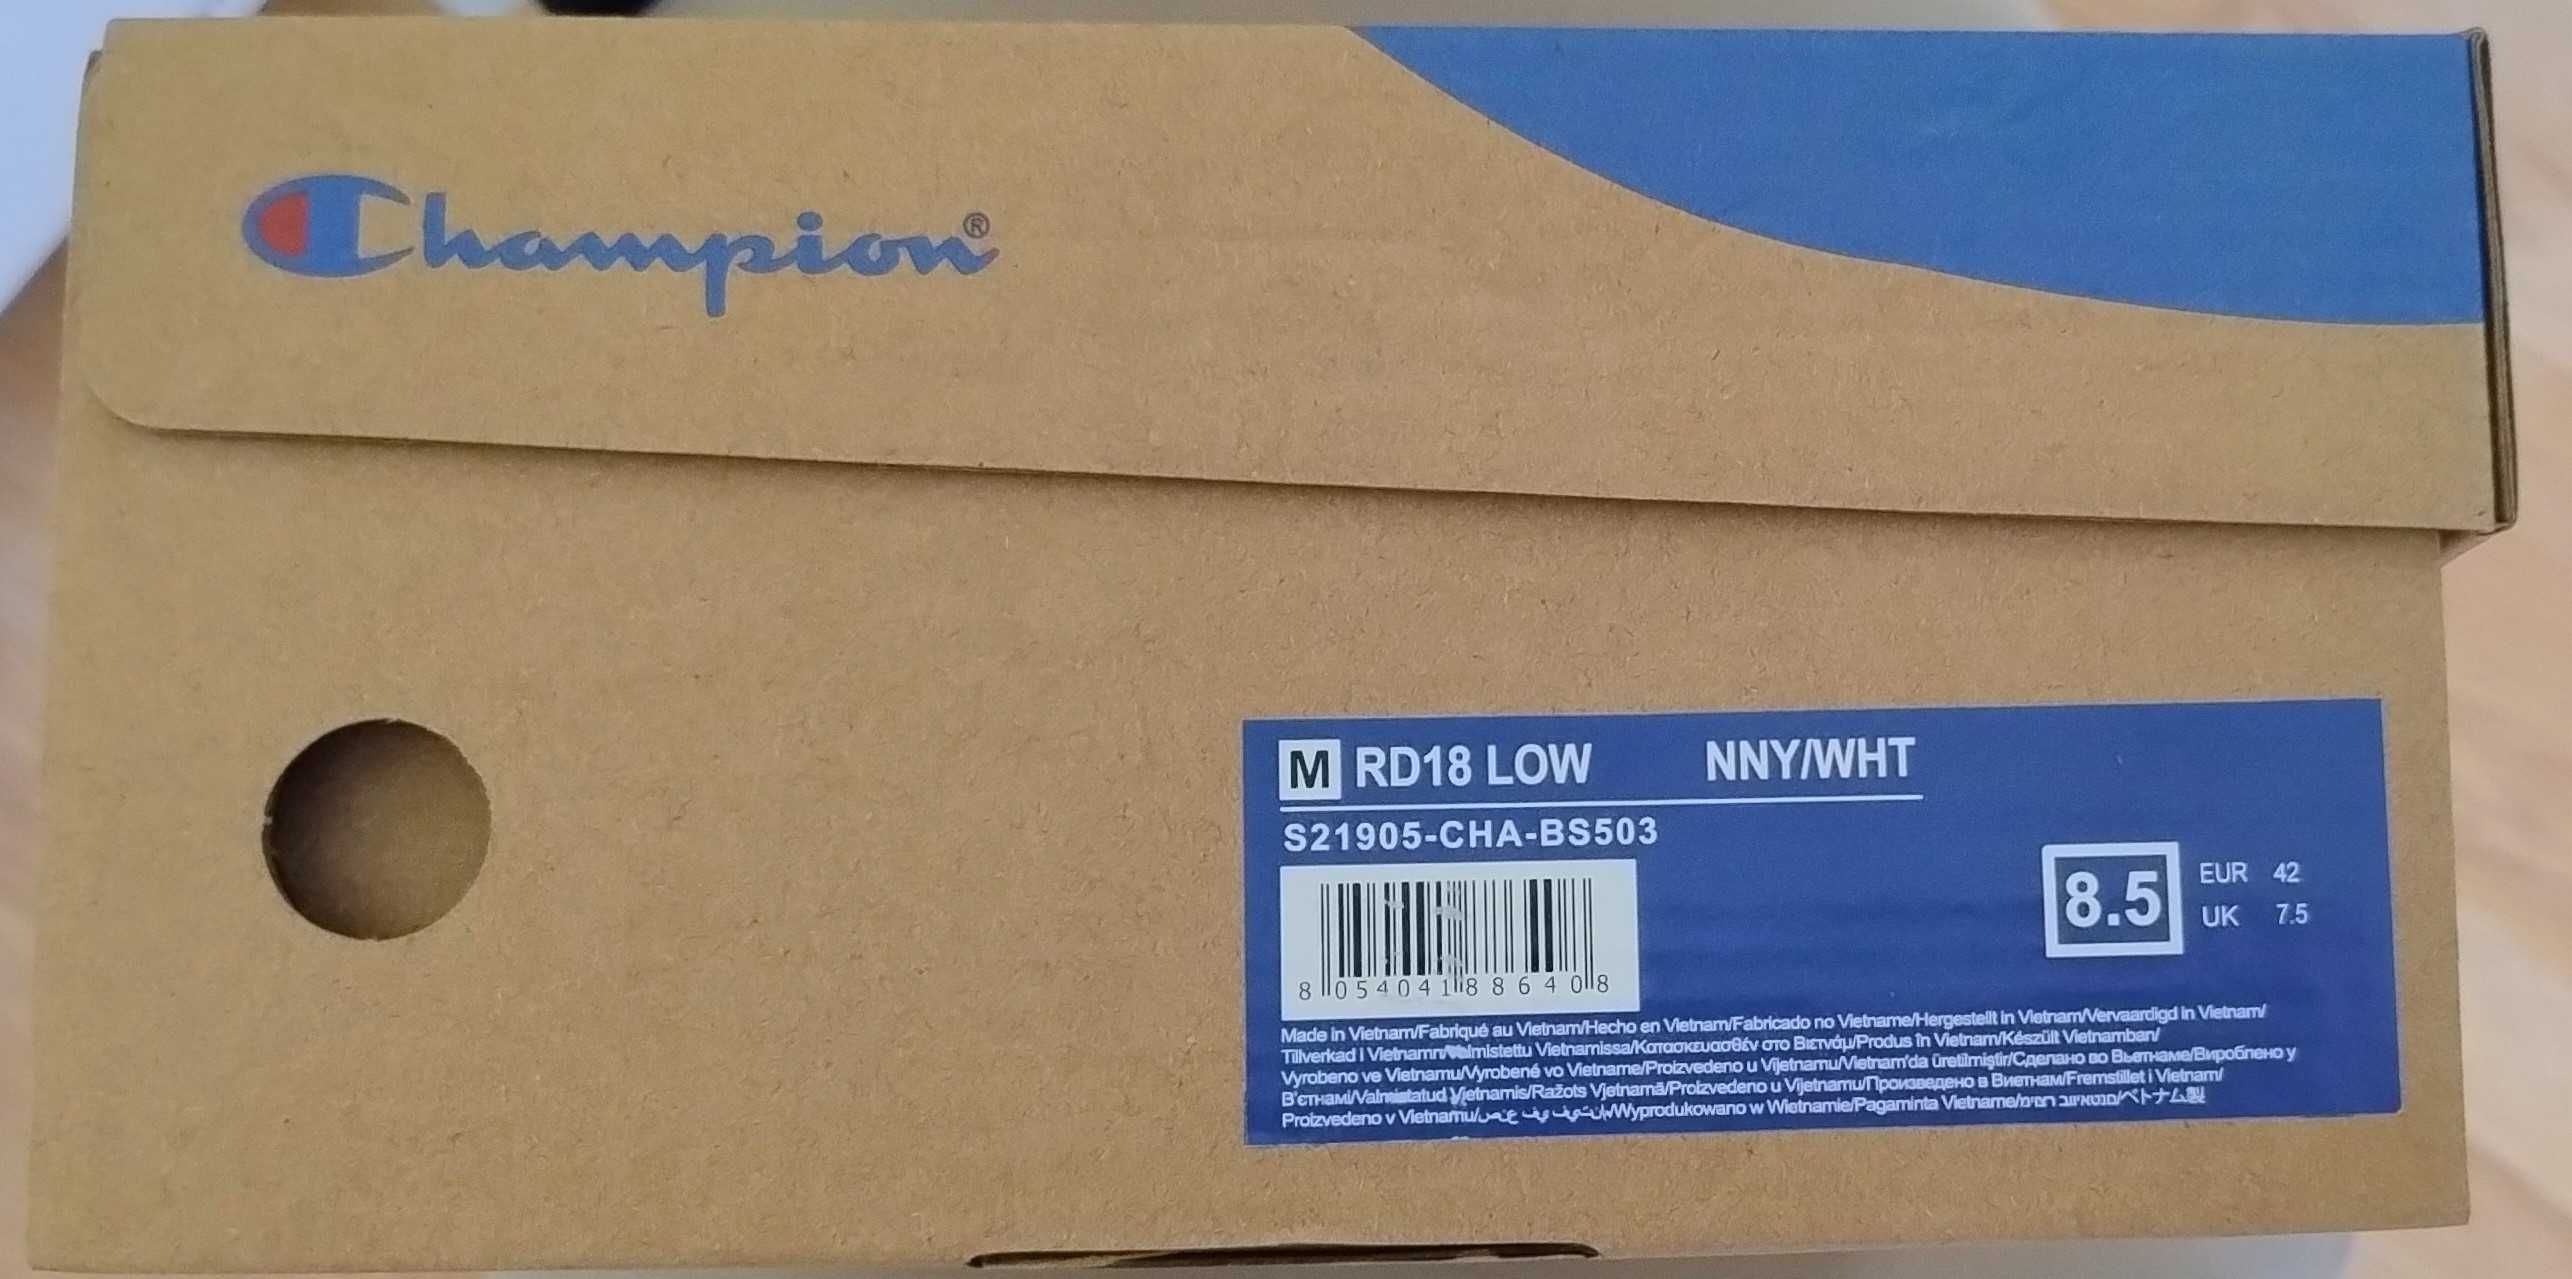 Champion®
M RD18 LOW NNY/WHT
S21905-CHA-BS503
8.5
EUR 42
UK 7.5
8 054041 886408
Made in Vietnam/Fabriqué au Vietnam/Hecho en Vietnam/Fabricado no Vietname/Hergestellt in Vietnam/Vervaardigd in Vietnam/
Tillverkad i Vietnamn/Valmistettu Vietnamissa/Κατασκευασθέν στο Βιετνάμ/Produs în Vietnam/Készült Vietnamban/
Vyrobeno ve Vietnamu/Vyrobené vo Vietname/Proizvedeno u Vijetnamu/Vietnam'da üretilmiştir/Сделано во Вьетнаме/Вироблено у
В'єтнамі/Valmistatud Vjetnamis/Ražots Vjetnamā/Proizvedeno u Vijetnamu/Произведено в Виетнам/Fremstillet i Vietnam/
Proizvedeno v Vietnamu/Wyprodukowano w Wietnamie/Pagaminta Vietname/ベトナム製